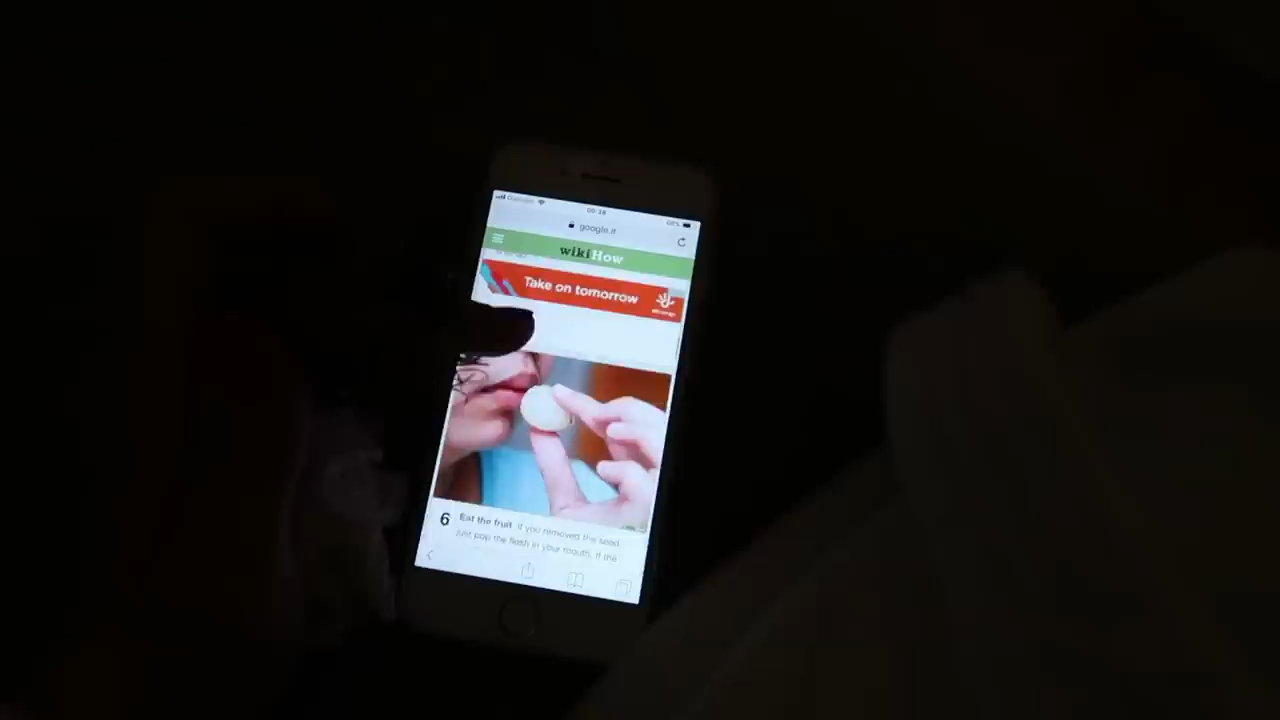 google.it
wikiHow
Take on tomorrow
6 Eat the fruit. If you removed the seed,
just pop the flesh in your mouth. If the